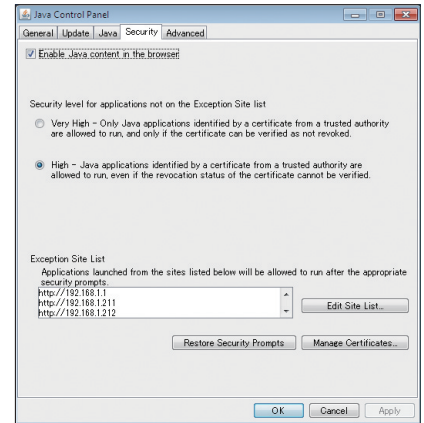 Java Control Panel
General Update Java Security Advanced
Enable Java content in the browser
Security level for applications not on the Exception Site list
Very High - Only Java applications identified by a certificate from a trusted authority
are allowed to run, and only if the certificate can be verified as not revoked.
High - Java applications identified by a certificate from a trusted authority are
allowed to run, even if the revocation status of the certificate cannot be verified.
Exception Site List
Applications launched from the sites listed below will be allowed to run after the appropriate
security prompts.
http://192.168.1.1
http://192.168.1.211
http://192.168.1.212
Edit Site List...
Restore Security Prompts Manage Certificates...
OK Cancel Apply